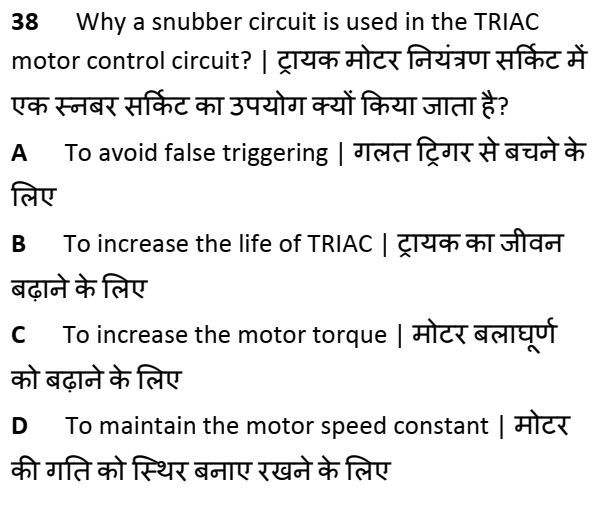 38 Why a snubber circuit is used in the TRIAC
motor control circuit? | ट्रायक मोटर नियंत्रण सर्किट में
एक स्नबर सर्किट का उपयोग क्यों किया जाता है?
A To avoid false triggering | गलत ट्रिगर से बचने के
लिए
B To increase the life of TRIAC | ट्रायक का जीवन
बढ़ाने के लिए
C To increase the motor torque | मोटर बलाघूर्ण
को बढ़ाने के लिए
D To maintain the motor speed constant | मोटर
की गति को स्थिर बनाए रखने के लिए